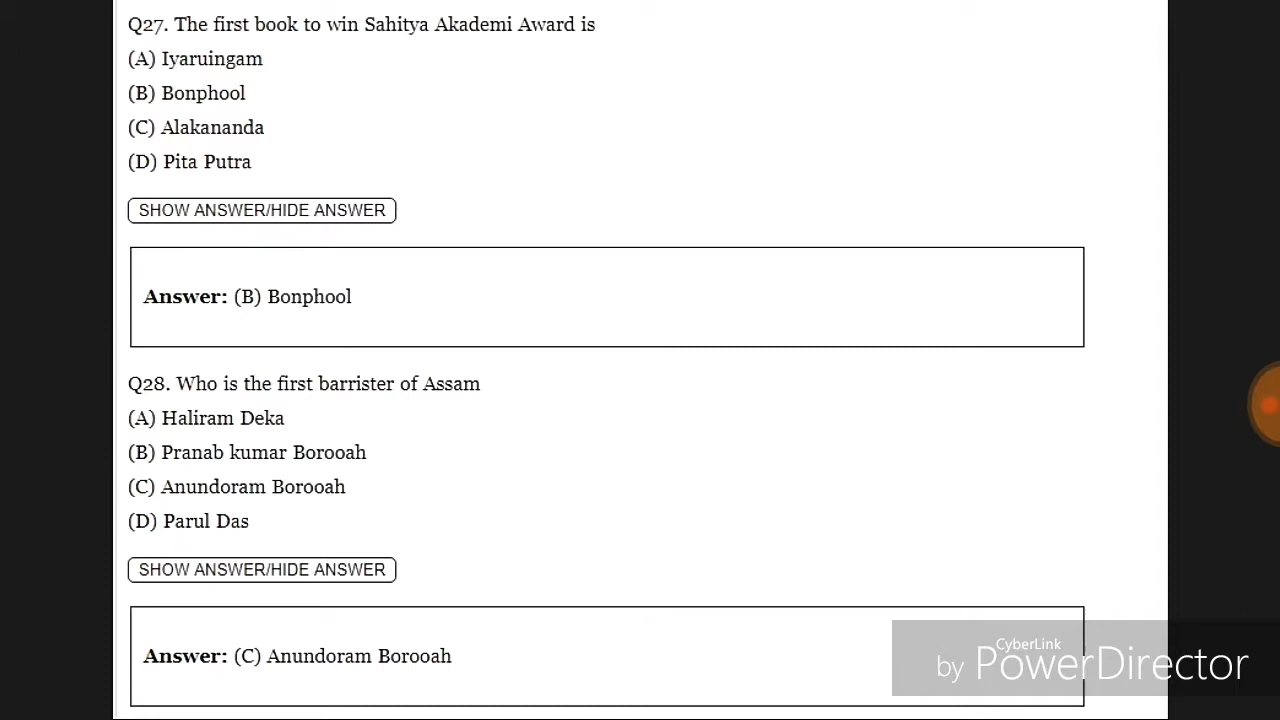 Q27. The first book to win Sahitya Akademi Award is
(A) Iyaruingam
(B) Bonphool
(C) Alakananda
(D) Pita Putra
SHOW ANSWER/HIDE ANSWER
Answer: (B) Bonphool
Q28. Who is the first barrister of Assam
(A) Haliram Deka
(B) Pranab kumar Borooah
(C) Anundoram Borooah
(D) Parul Das
SHOW ANSWER/HIDE ANSWER
Answer: (C) Anundoram Borooah
CyberLink
by PowerDirector